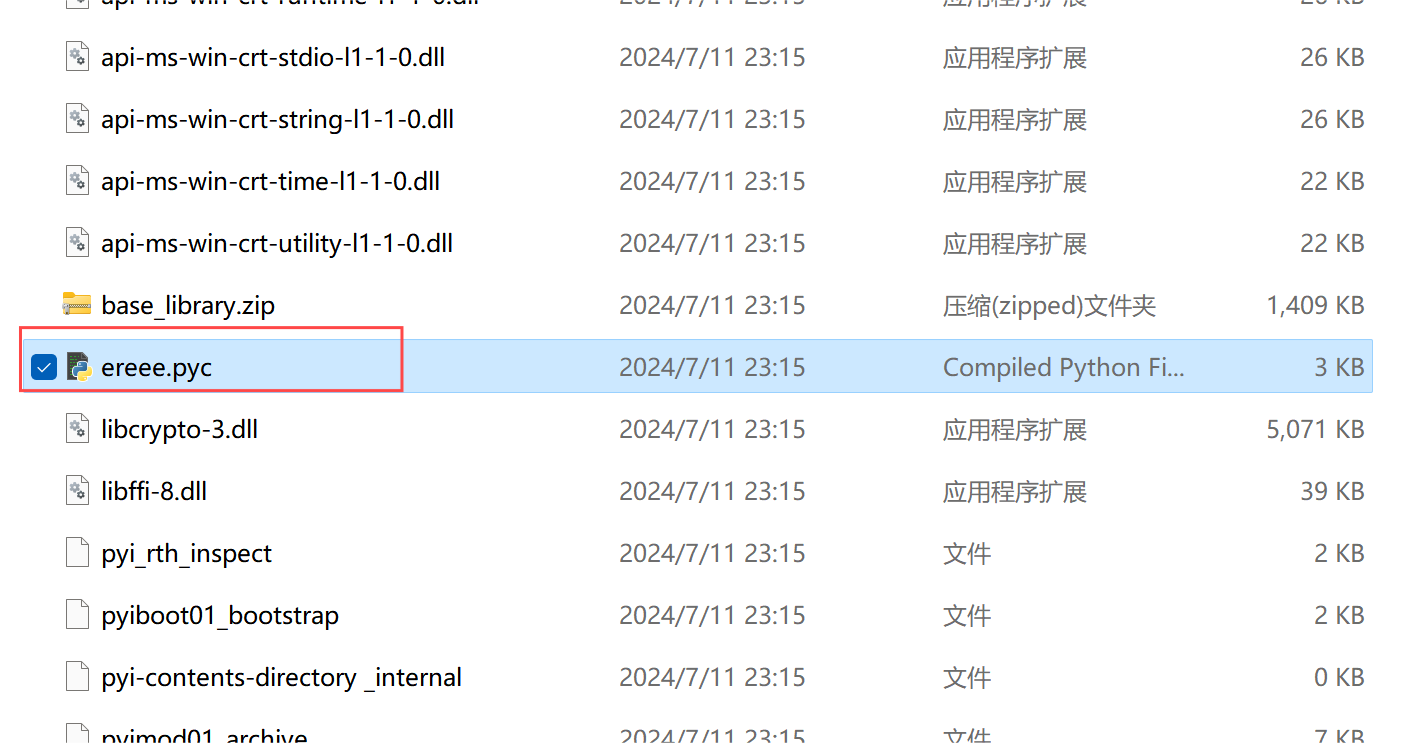 api-ms-win-crt-runtime-l1-1-0.dll 2024/7/11 23:15 应用程序扩展 26 KB
api-ms-win-crt-stdio-l1-1-0.dll 2024/7/11 23:15 应用程序扩展 26 KB
api-ms-win-crt-string-l1-1-0.dll 2024/7/11 23:15 应用程序扩展 26 KB
api-ms-win-crt-time-l1-1-0.dll 2024/7/11 23:15 应用程序扩展 22 KB
api-ms-win-crt-utility-l1-1-0.dll 2024/7/11 23:15 应用程序扩展 22 KB
base_library.zip 2024/7/11 23:15 压缩(zipped)文件夹 1,409 KB
ereee.pyc 2024/7/11 23:15 Compiled Python Fi... 3 KB
libcrypto-3.dll 2024/7/11 23:15 应用程序扩展 5,071 KB
libffi-8.dll 2024/7/11 23:15 应用程序扩展 39 KB
pyi_rth_inspect 2024/7/11 23:15 文件 2 KB
pyiboot01_bootstrap 2024/7/11 23:15 文件 2 KB
pyi-contents-directory _internal 2024/7/11 23:15 文件 0 KB
pyimod01_archive 2024/7/11 23:15 文件 7 KB